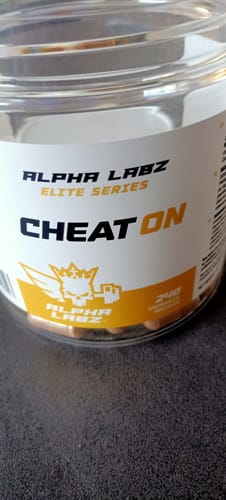 ALPHA LABZ
ELITE SERIES
CHEAT ON
ALPHA
LABZ
240